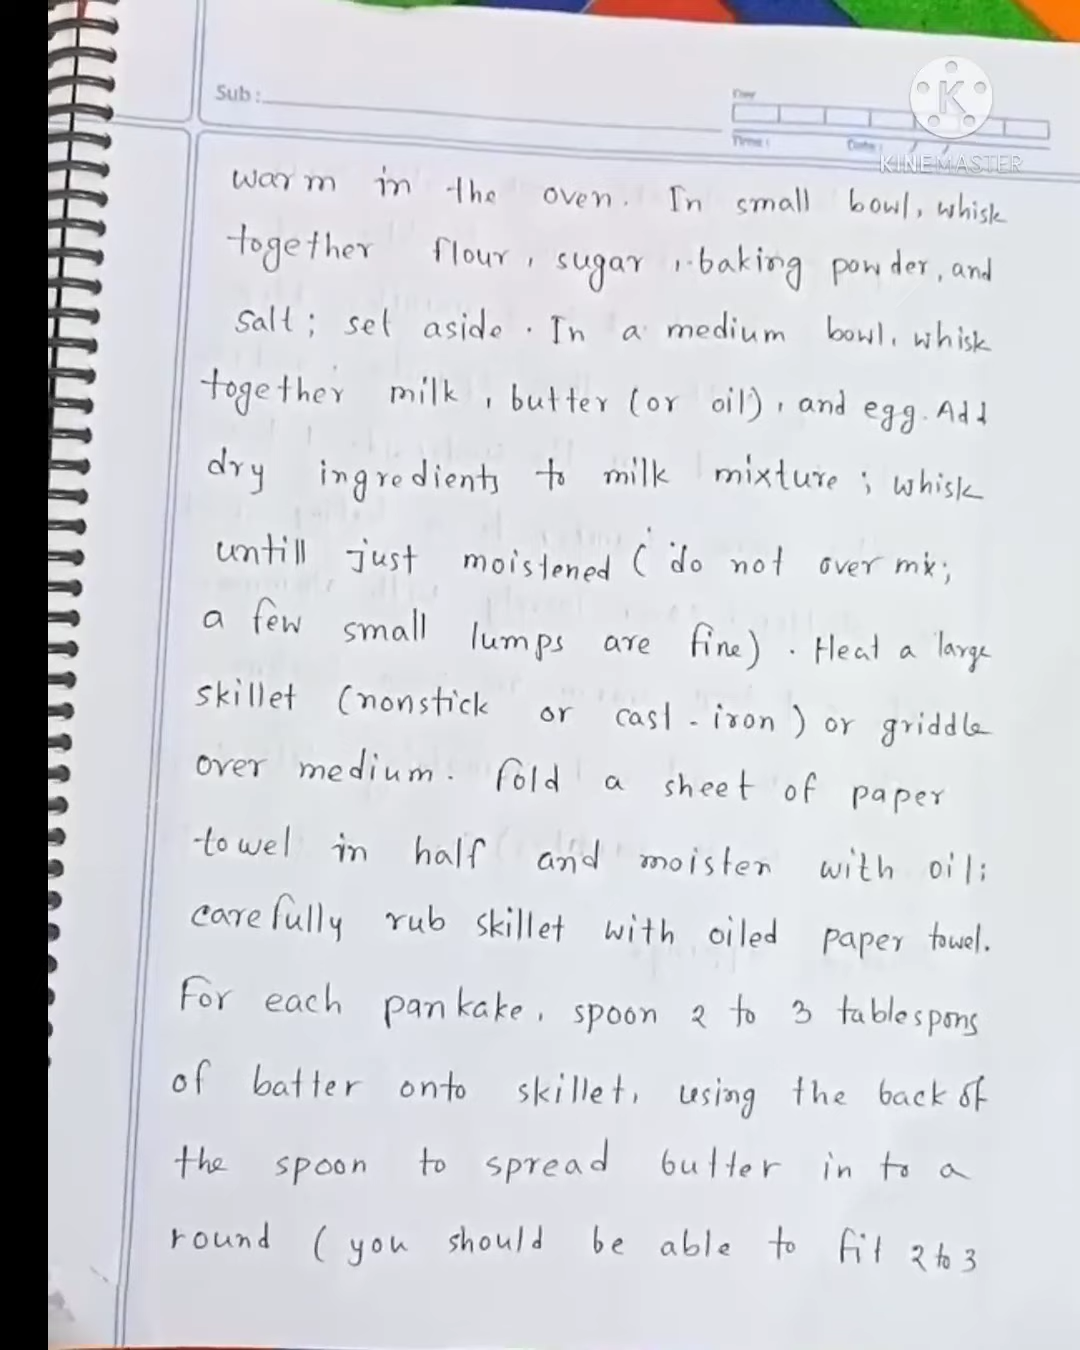 Sub:
Day
Time: Date: / /
K
KINEMASTER
warm in the oven. In small bowl, whisk
together flour, sugar, baking powder, and
salt; set aside. In a medium bowl, whisk
together milk, butter (or oil), and egg. Add
dry ingredients to milk mixture; whisk
untill just moistened (do not over mix;
a few small lumps are fine). Heat a large
skillet (nonstick or cast-iron) or griddle
over medium. Fold a sheet of paper
towel in half and moisten with oil;
carefully rub skillet with oiled paper towel.
For each pankake, spoon 2 to 3 tablespons
of batter onto skillet, using the back of
the spoon to spread butter in to a
round (you should be able to fit 2 to 3